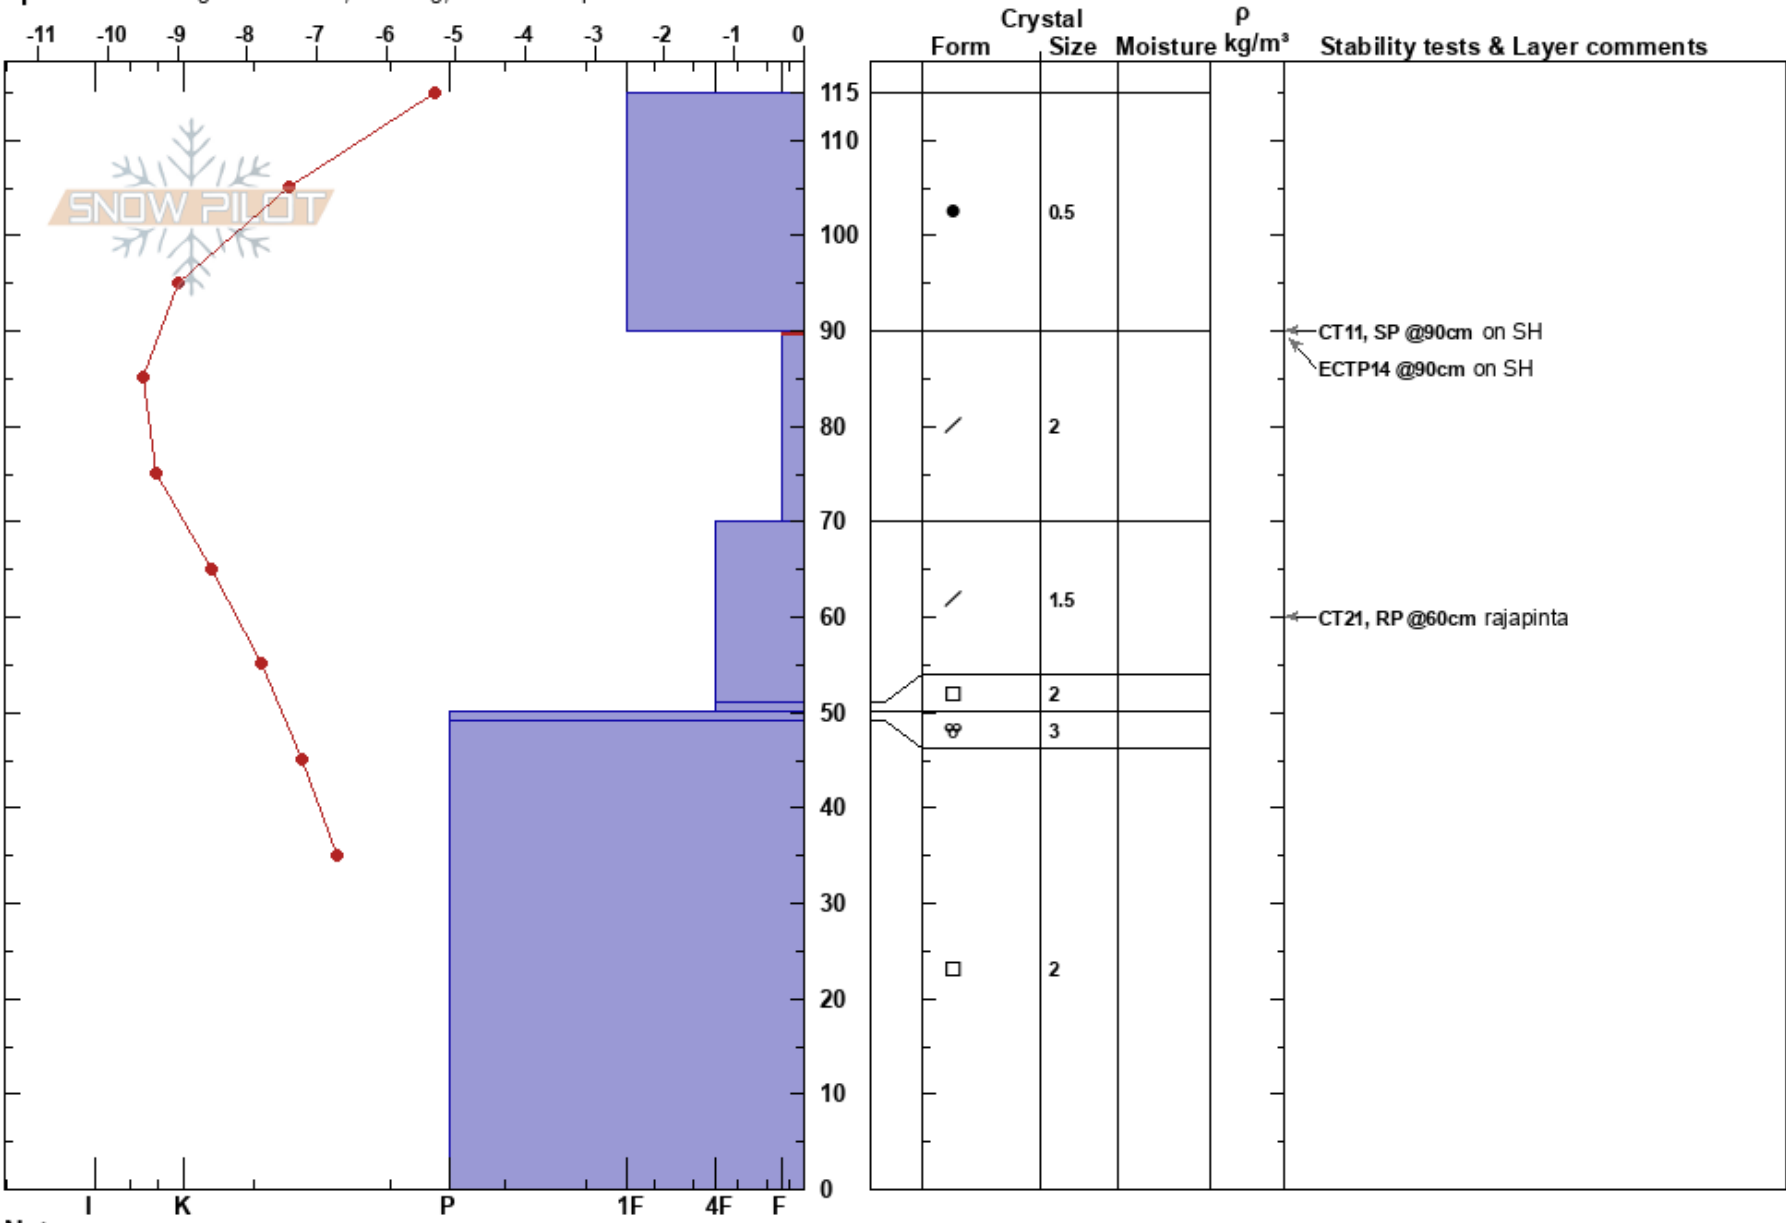 Crystal ρ
-11 -10 -9 -8 -7 -6 -5 -4 -3 -2 -1 0
Form Size Moisture kg/m³ Stability tests & Layer comments
115
110
SNOW PILOT
100
0.5
90
CT11, SP @90cm on SH
ECTP14 @90cm on SH
80
2
70
1.5
60
CT21, RP @60cm rajapinta
2
50
3
40
30
2
20
10
0
I K P 1F 4F F